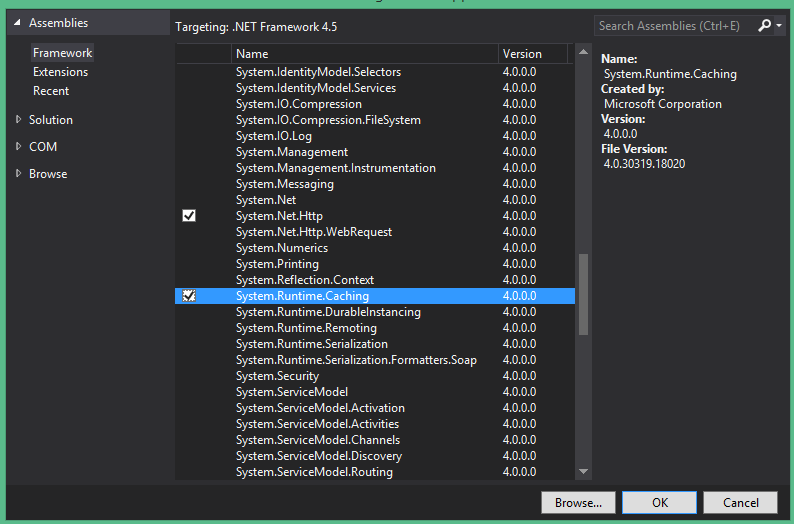 Assemblies
Framework
Extensions
Recent
Solution
COM
Browse
Targeting: .NET Framework 4.5
Name Version
System.IdentityModel.Selectors 4.0.0.0
System.IdentityModel.Services 4.0.0.0
System.IO.Compression 4.0.0.0
System.IO.Compression.FileSystem 4.0.0.0
System.IO.Log 4.0.0.0
System.Management 4.0.0.0
System.Management.Instrumentation 4.0.0.0
System.Messaging 4.0.0.0
System.Net 4.0.0.0
System.Net.Http 4.0.0.0
System.Net.Http.WebRequest 4.0.0.0
System.Numerics 4.0.0.0
System.Printing 4.0.0.0
System.Reflection.Context 4.0.0.0
System.Runtime.Caching 4.0.0.0
System.Runtime.DurableInstancing 4.0.0.0
System.Runtime.Remoting 4.0.0.0
System.Runtime.Serialization 4.0.0.0
System.Runtime.Serialization.Formatters.Soap 4.0.0.0
System.Security 4.0.0.0
System.ServiceModel 4.0.0.0
System.ServiceModel.Activation 4.0.0.0
System.ServiceModel.Activities 4.0.0.0
System.ServiceModel.Channels 4.0.0.0
System.ServiceModel.Discovery 4.0.0.0
System.ServiceModel.Routing 4.0.0.0
Search Assemblies (Ctrl+E)
Name:
System.Runtime.Caching
Created by:
Microsoft Corporation
Version:
4.0.0.0
File Version:
4.0.30319.18020
Browse... OK Cancel